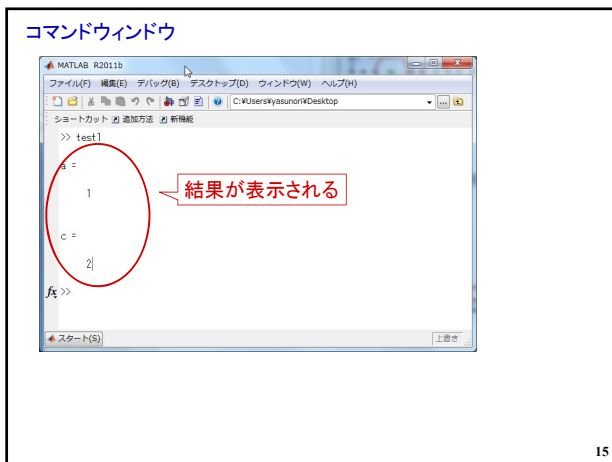 コマンドウィンドウ
MATLAB R2011b
ファイル(F) 編集(E) デバッグ(B) デスクトップ(D) ウィンドウ(W) ヘルプ(H)
C:¥Users¥yasunori¥Desktop
ショートカット 追加方法 新機能
>> test1
a =
1
結果が表示される
c =
2
fx >>
スタート(S) 上書き
15